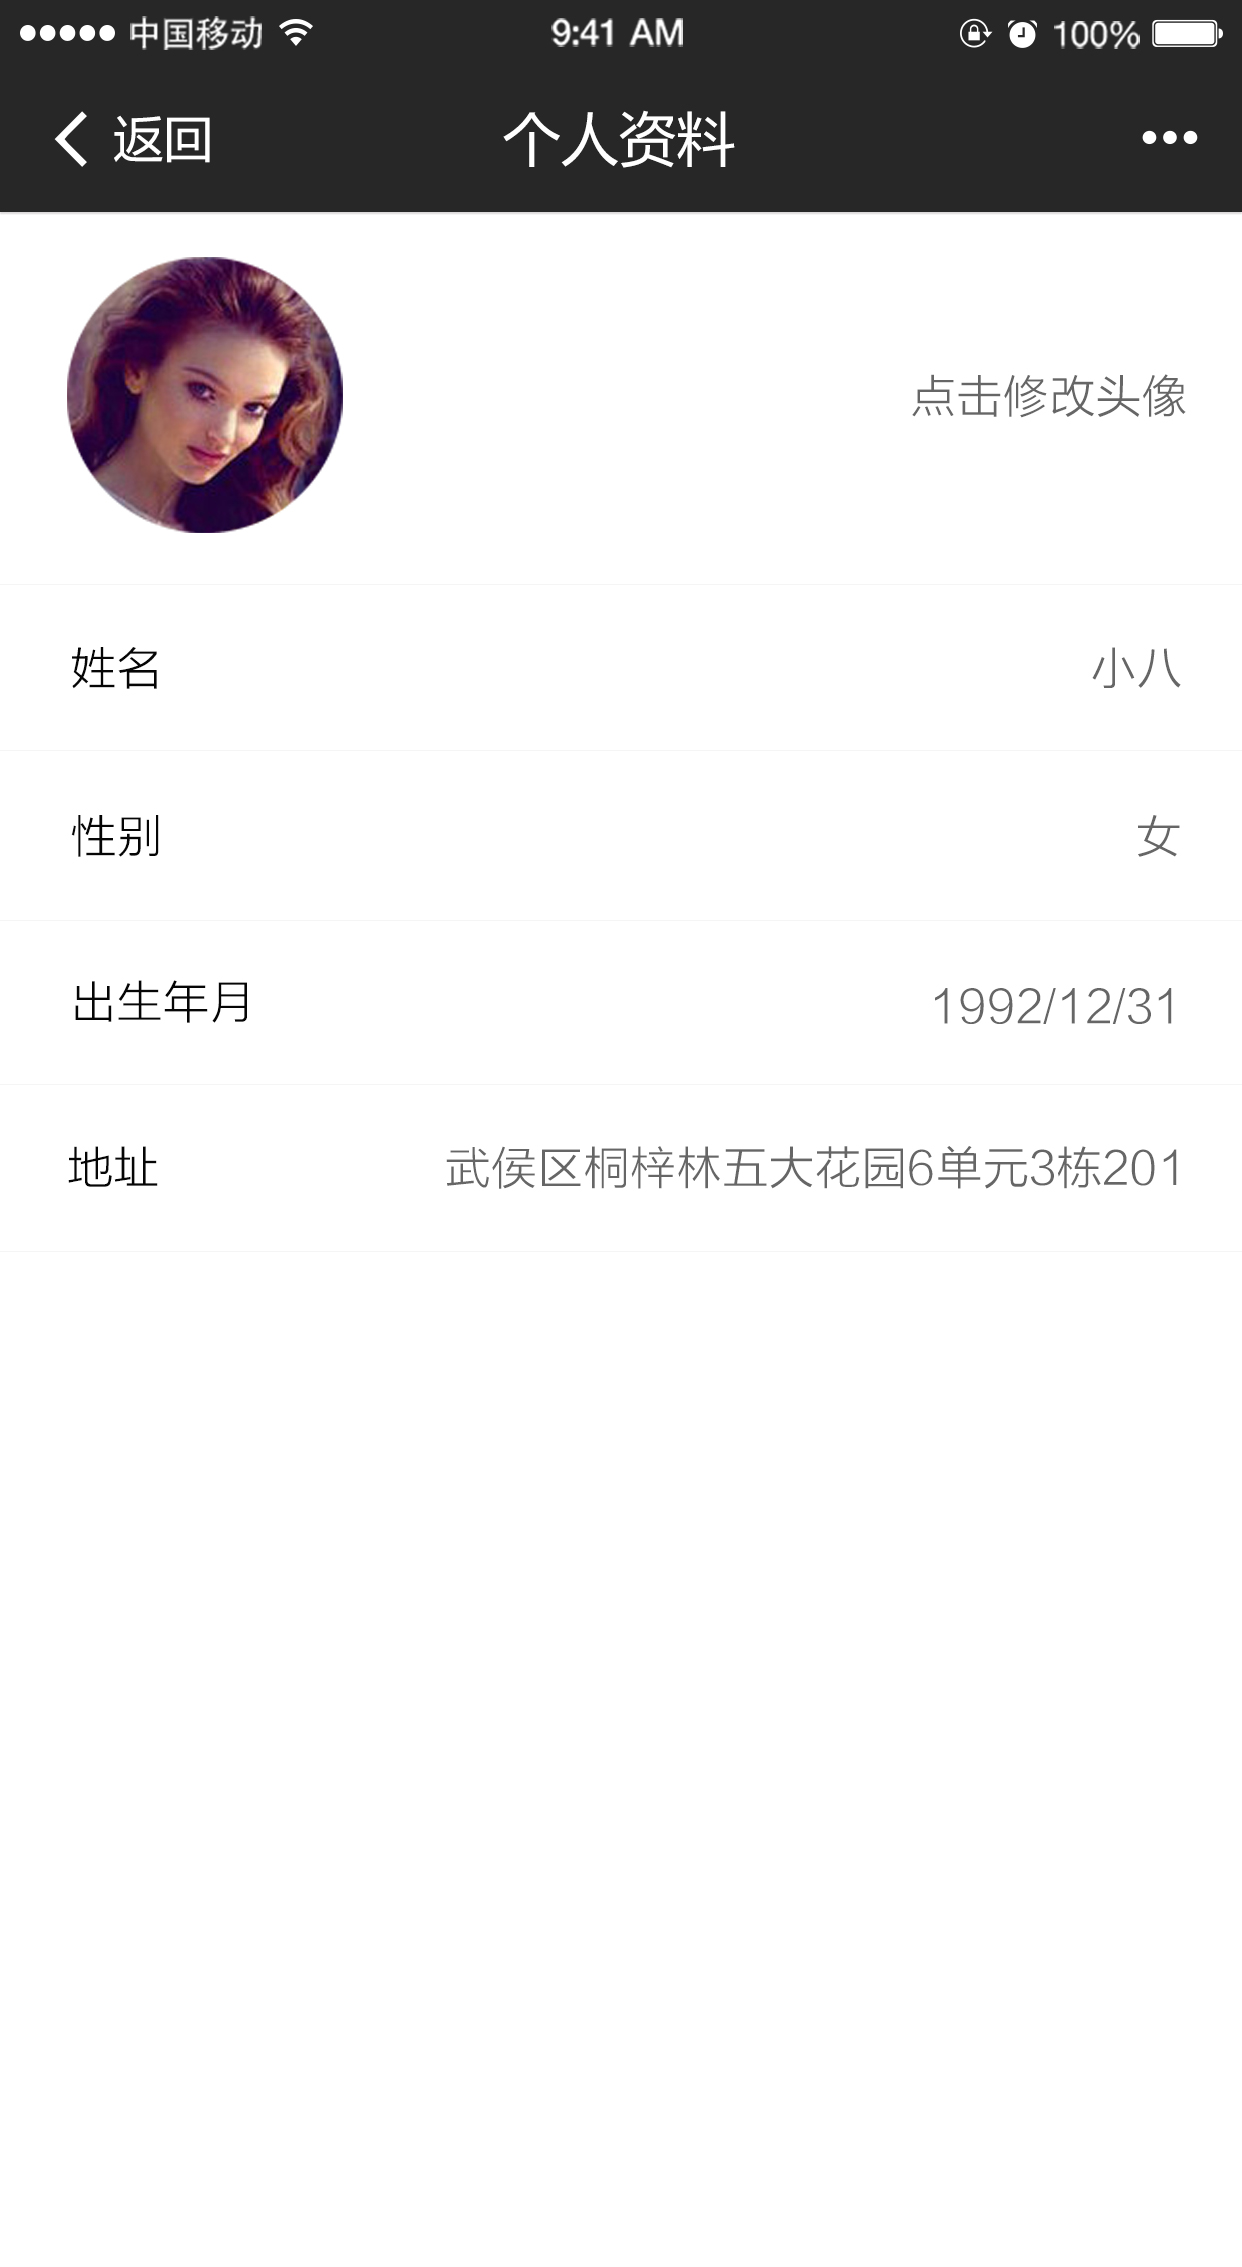 中国移动 9:41 AM 100%
返回 个人资料
点击修改头像
姓名 小八
性别 女
出生年月 1992/12/31
地址 武侯区桐梓林五大花园6单元3栋201